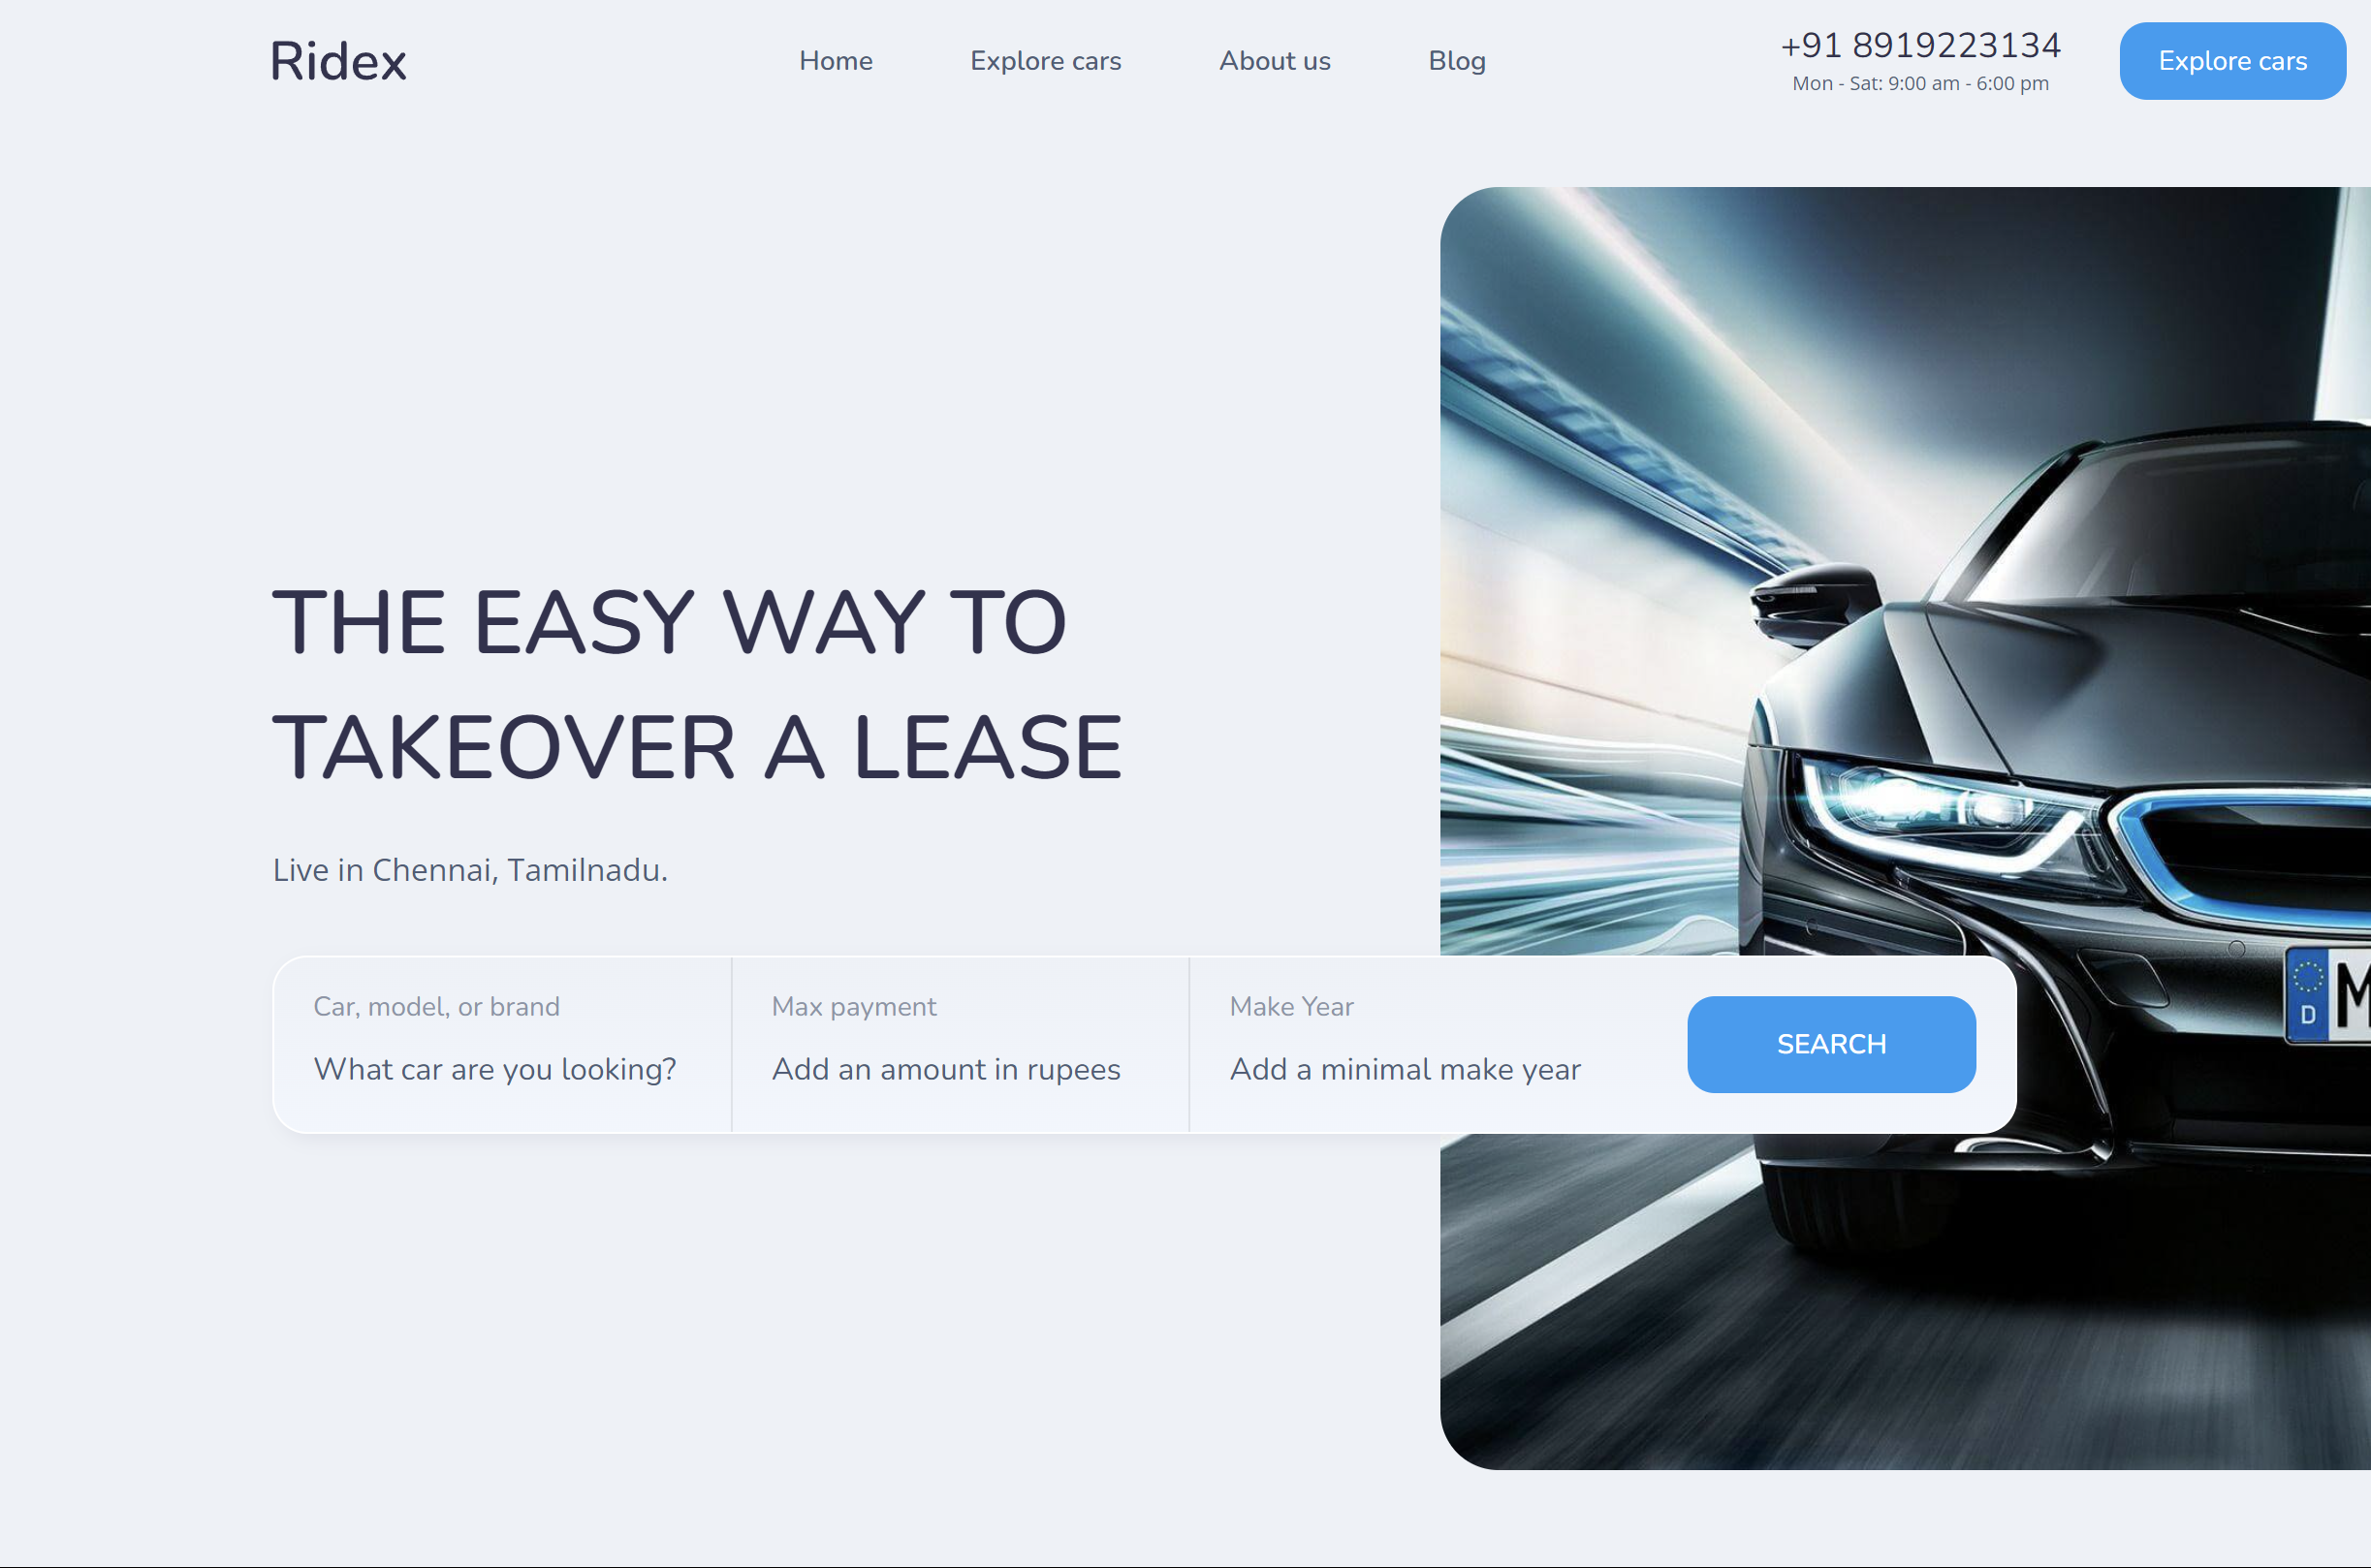 Ridex
Home
Explore cars
About us
Blog
+91 8919223134
Mon - Sat: 9:00 am - 6:00 pm
Explore cars
THE EASY WAY TO
TAKEOVER A LEASE
Live in Chennai, Tamilnadu.
Car, model, or brand
What car are you looking?
Max payment
Add an amount in rupees
Make Year
Add a minimal make year
SEARCH
D
M